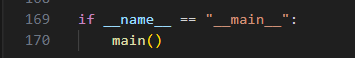 169 if __name__ == "__main__":
170 main()